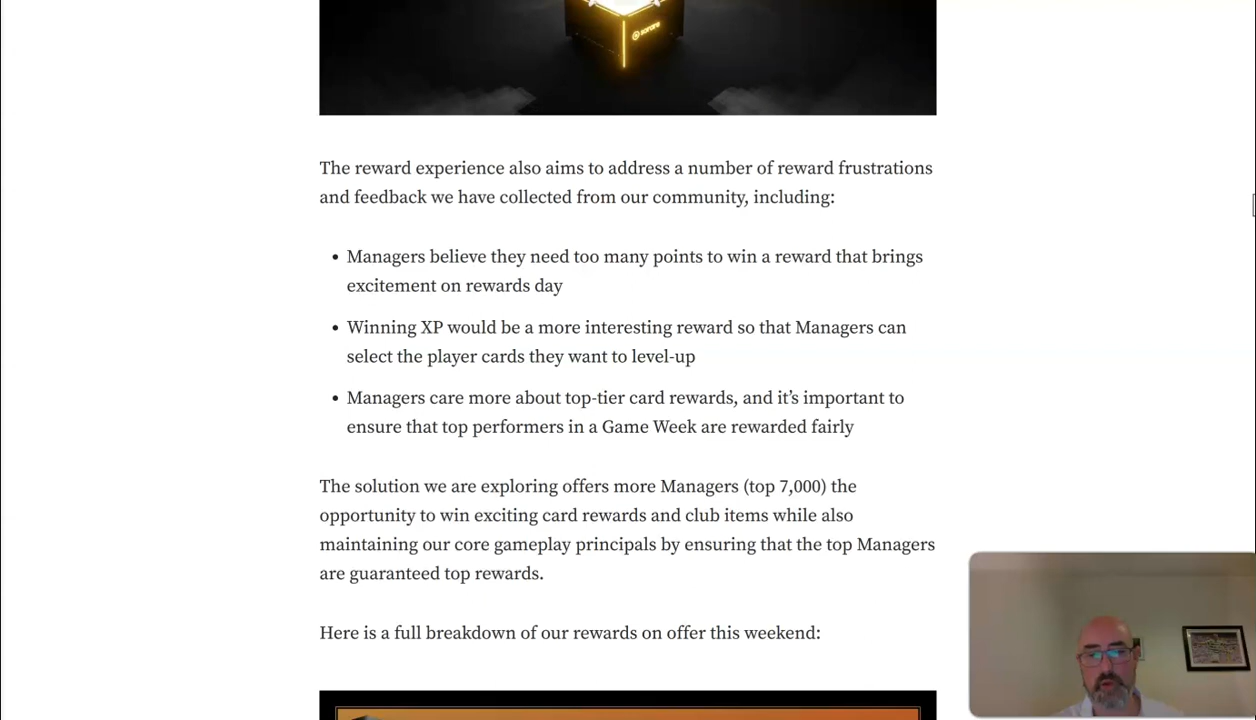 sorare
The reward experience also aims to address a number of reward frustrations
and feedback we have collected from our community, including:
• Managers believe they need too many points to win a reward that brings
excitement on rewards day
• Winning XP would be a more interesting reward so that Managers can
select the player cards they want to level-up
• Managers care more about top-tier card rewards, and it’s important to
ensure that top performers in a Game Week are rewarded fairly
The solution we are exploring offers more Managers (top 7,000) the
opportunity to win exciting card rewards and club items while also
maintaining our core gameplay principals by ensuring that the top Managers
are guaranteed top rewards.
Here is a full breakdown of our rewards on offer this weekend: